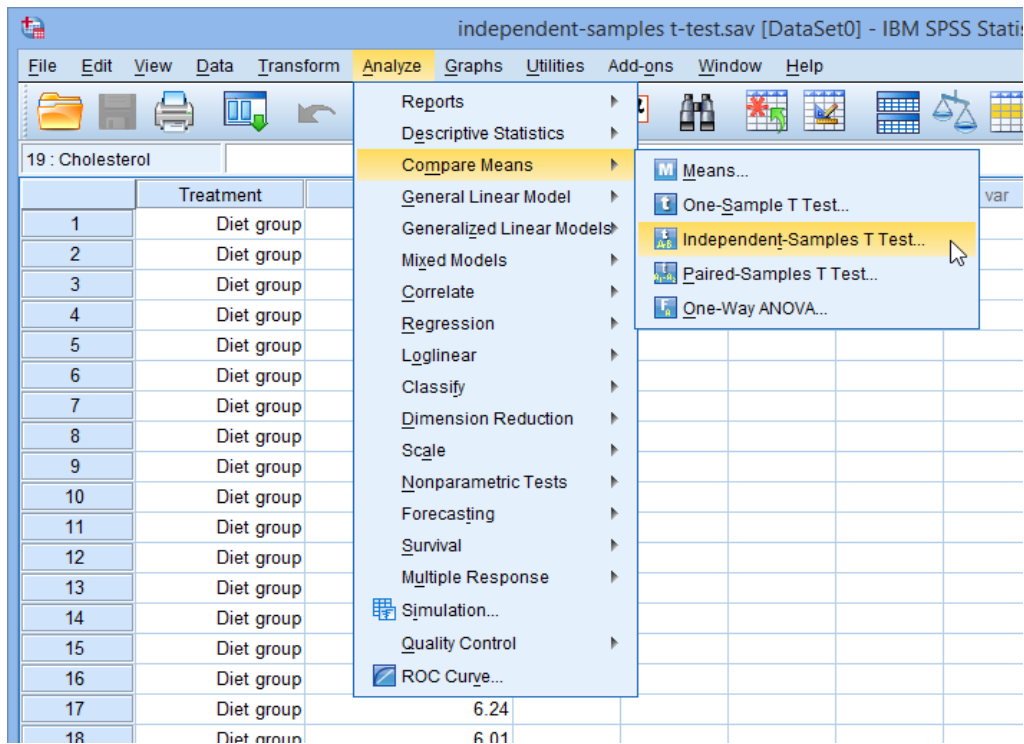 independent-samples t-test.sav [DataSet0] - IBM SPSS Statis
File Edit View Data Transform Analyze Graphs Utilities Add-ons Window Help
19 : Cholesterol
Treatment
var
1 Diet group
2 Diet group
3 Diet group
4 Diet group
5 Diet group
6 Diet group
7 Diet group
8 Diet group
9 Diet group
10 Diet group
11 Diet group
12 Diet group
13 Diet group
14 Diet group
15 Diet group
16 Diet group
17 Diet group 6.24
18 Diet group 6.01
Reports
Descriptive Statistics
Compare Means
General Linear Model
Generalized Linear Models
Mixed Models
Correlate
Regression
Loglinear
Classify
Dimension Reduction
Scale
Nonparametric Tests
Forecasting
Survival
Multiple Response
Simulation...
Quality Control
ROC Curve...
M Means...
t One-Sample T Test...
Independent-Samples T Test...
Paired-Samples T Test...
One-Way ANOVA...